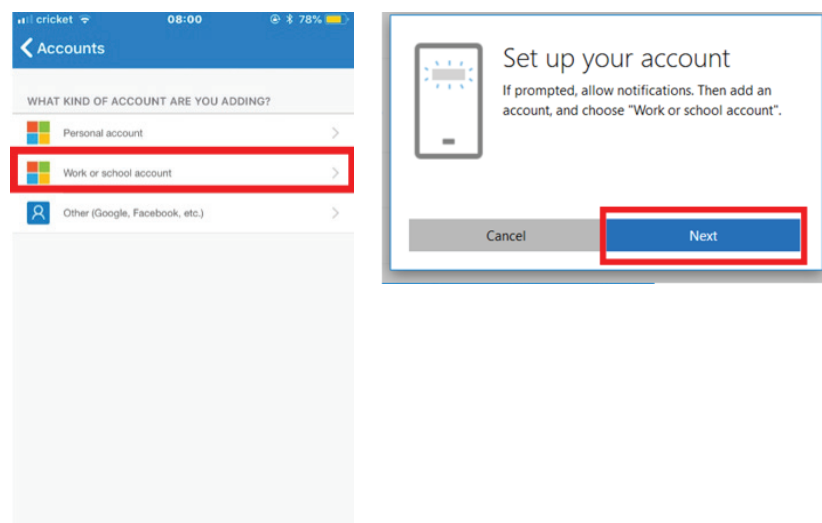 cricket 08:00 78%
Accounts
WHAT KIND OF ACCOUNT ARE YOU ADDING?
Personal account
Work or school account
Other (Google, Facebook, etc.)
Set up your account
If prompted, allow notifications. Then add an
account, and choose "Work or school account".
Cancel Next